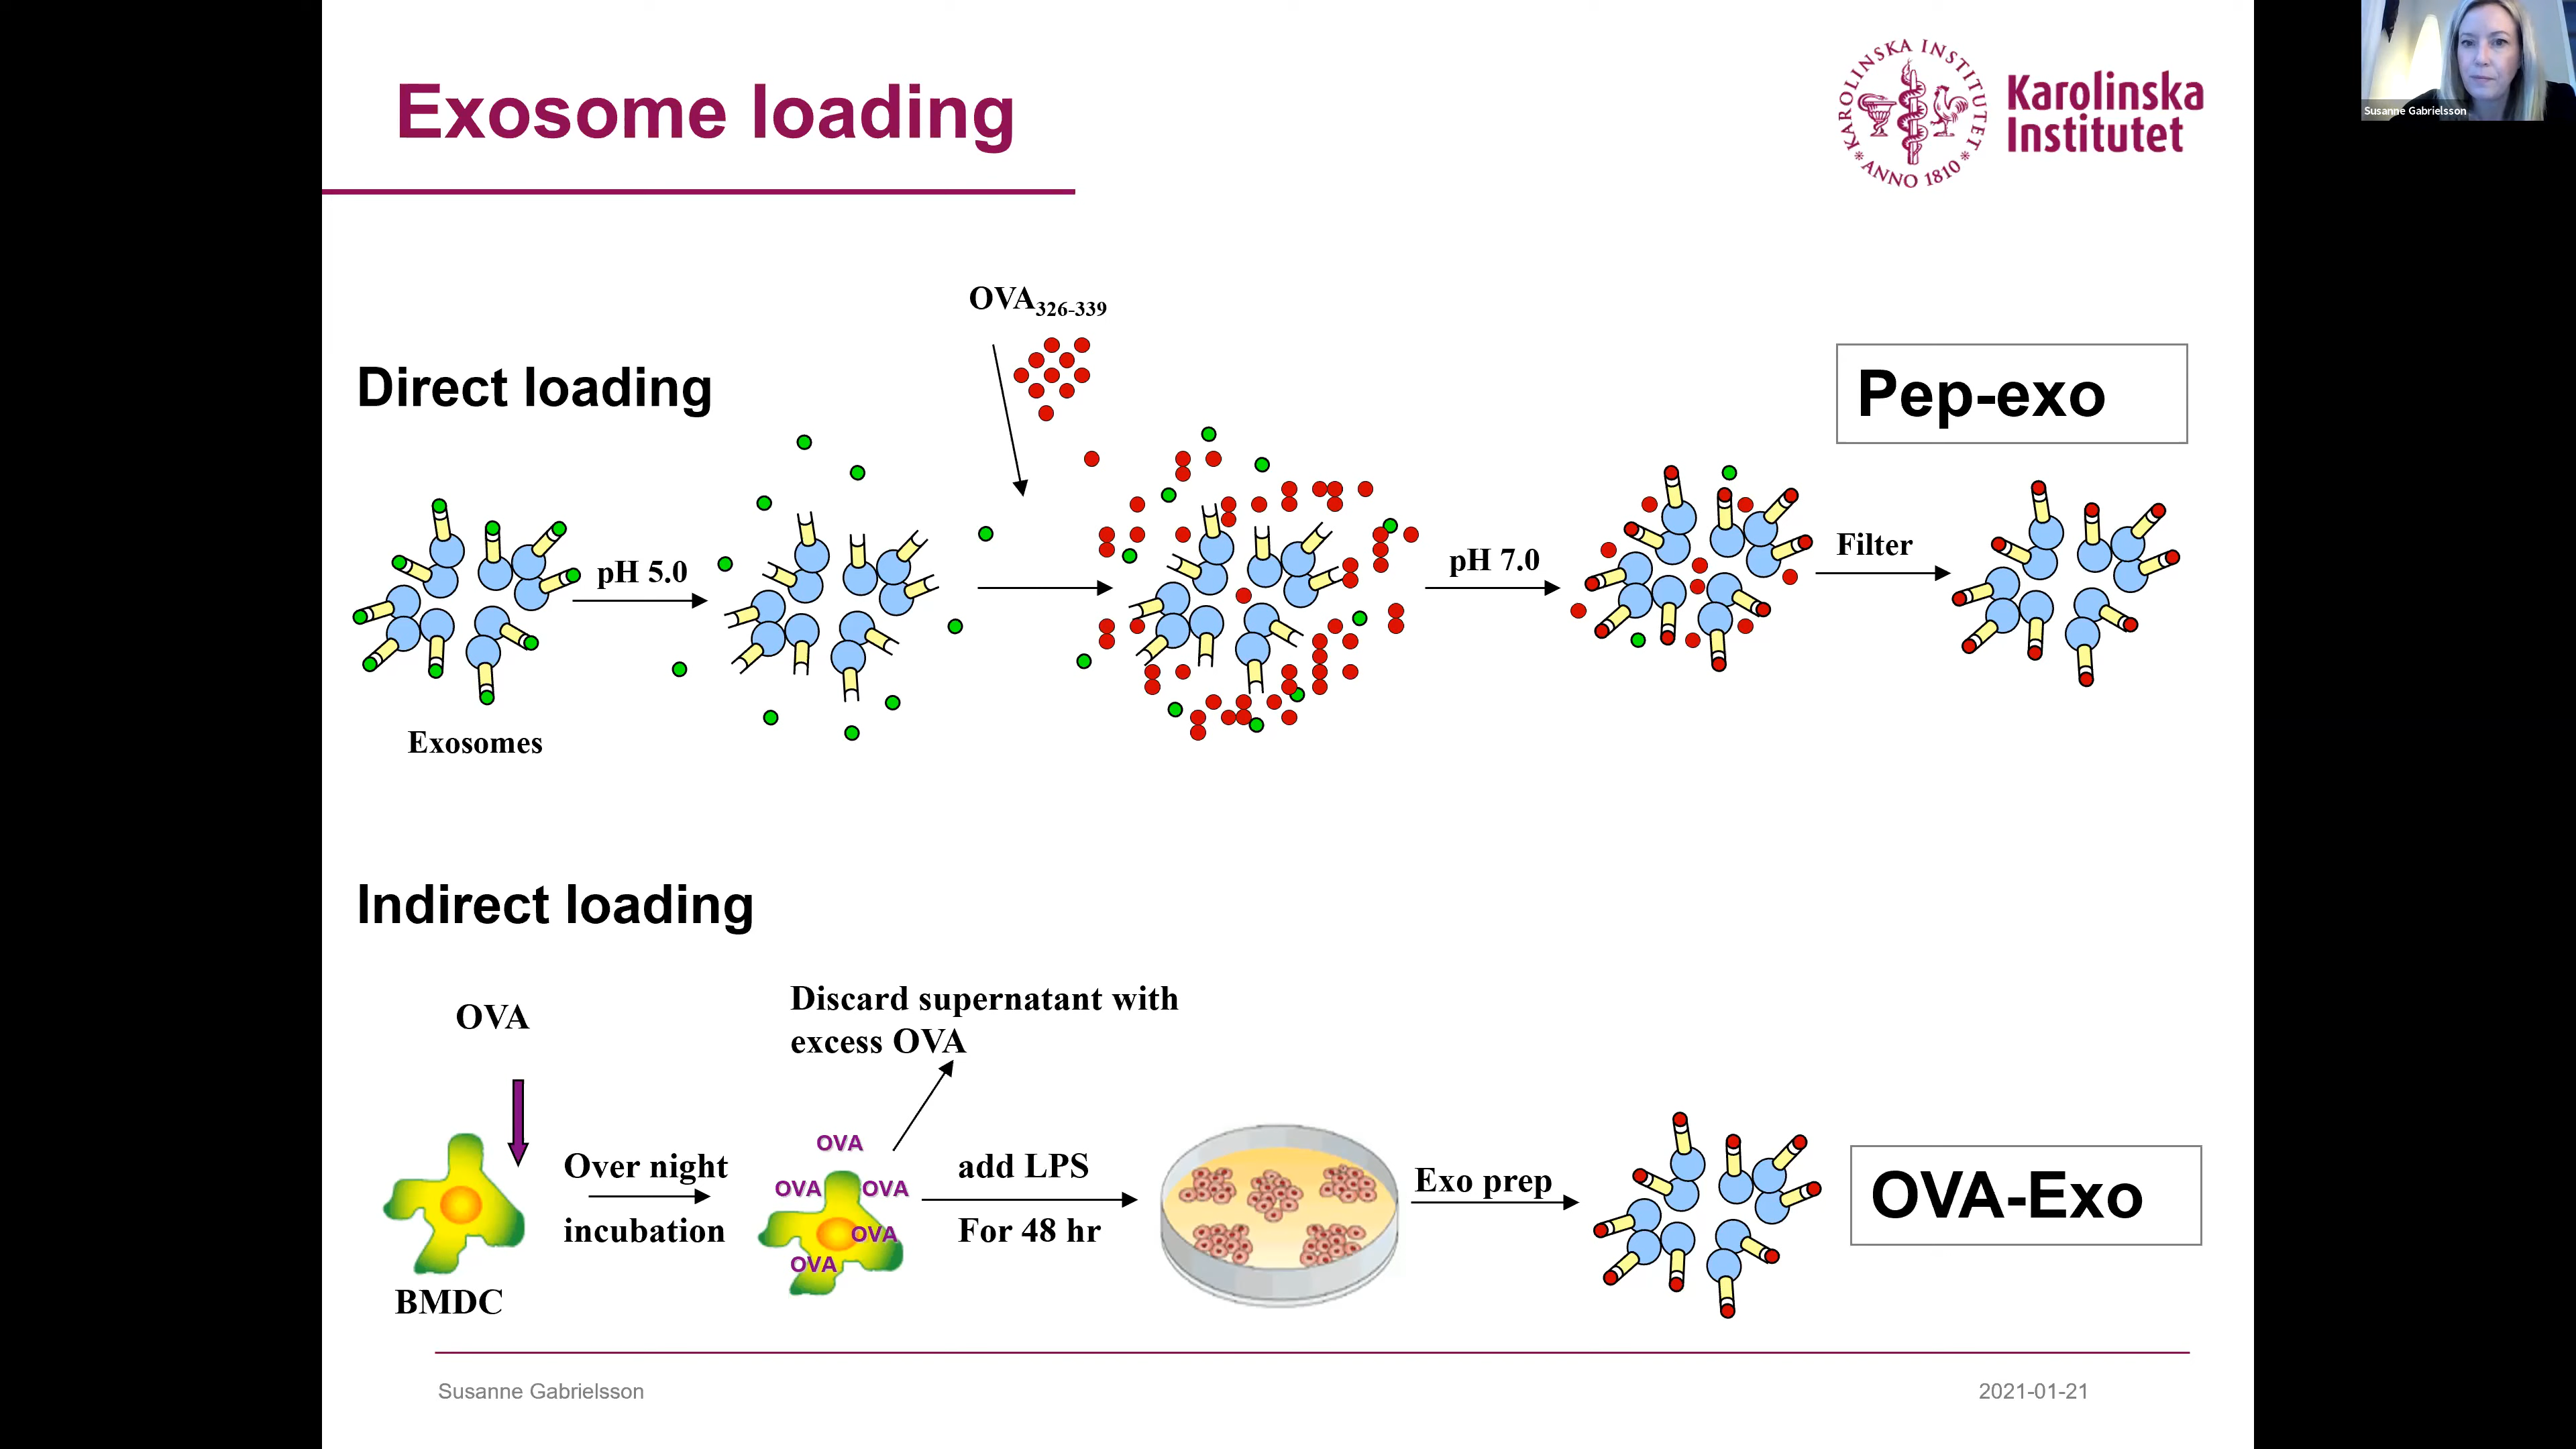 Exosome loading
KAROLINSKA INSTITUTET
ANNO 1810
Karolinska
Institutet
Susanne Gabrielsson
OVA326-339
Direct loading
Pep-exo
pH 5.0
pH 7.0
Filter
Exosomes
Indirect loading
OVA
Discard supernatant with
excess OVA
OVA
OVA
OVA
OVA
OVA
Over night
incubation
add LPS
For 48 hr
Exo prep
OVA-Exo
BMDC
Susanne Gabrielsson
2021-01-21